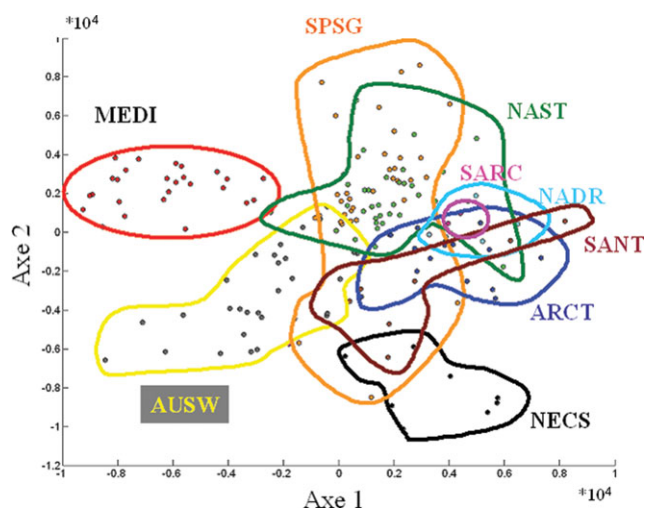 *10⁴
SPSG
MEDI
NAST
SARC
NADR
SANT
ARCT
AUSW
NECS
Axe 2
1
0.8
0.6
0.4
0.2
0
-0.2
-0.4
-0.6
-0.8
-1
-1.2
-1
-0.8
-0.6
-0.4
-0.2
0
0.2
0.4
0.6
0.8
1
Axe 1
*10⁴